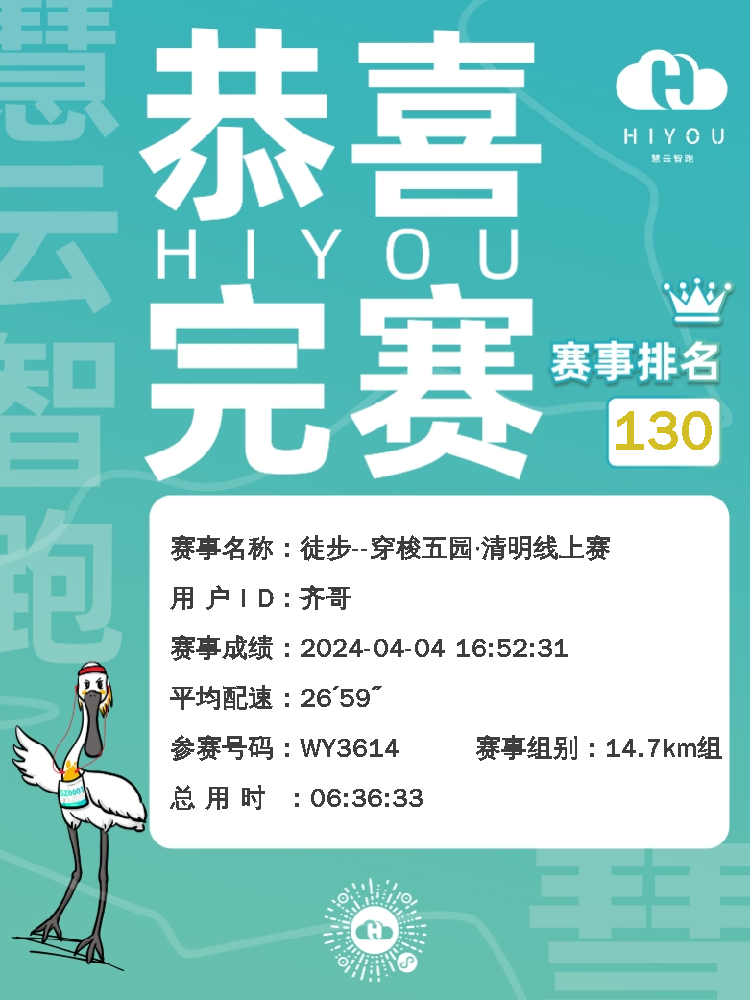 恭喜
HIYOU
完赛
HIYOU
慧云智跑
赛事排名
130
慧云智跑
赛事名称：徒步--穿梭五园·清明线上赛
用 户 I D：齐哥
赛事成绩：2024-04-04 16:52:31
平均配速：26´59˝
参赛号码：WY3614 赛事组别：14.7km组
总 用 时 ：06:36:33
慧